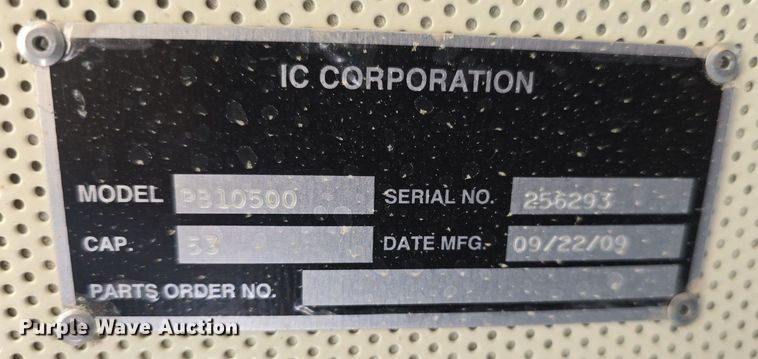 IC CORPORATION
MODEL PB10500 SERIAL NO. 256293
CAP. 53 DATE MFG. 09/22/09
PARTS ORDER NO.
Purple Wave Auction